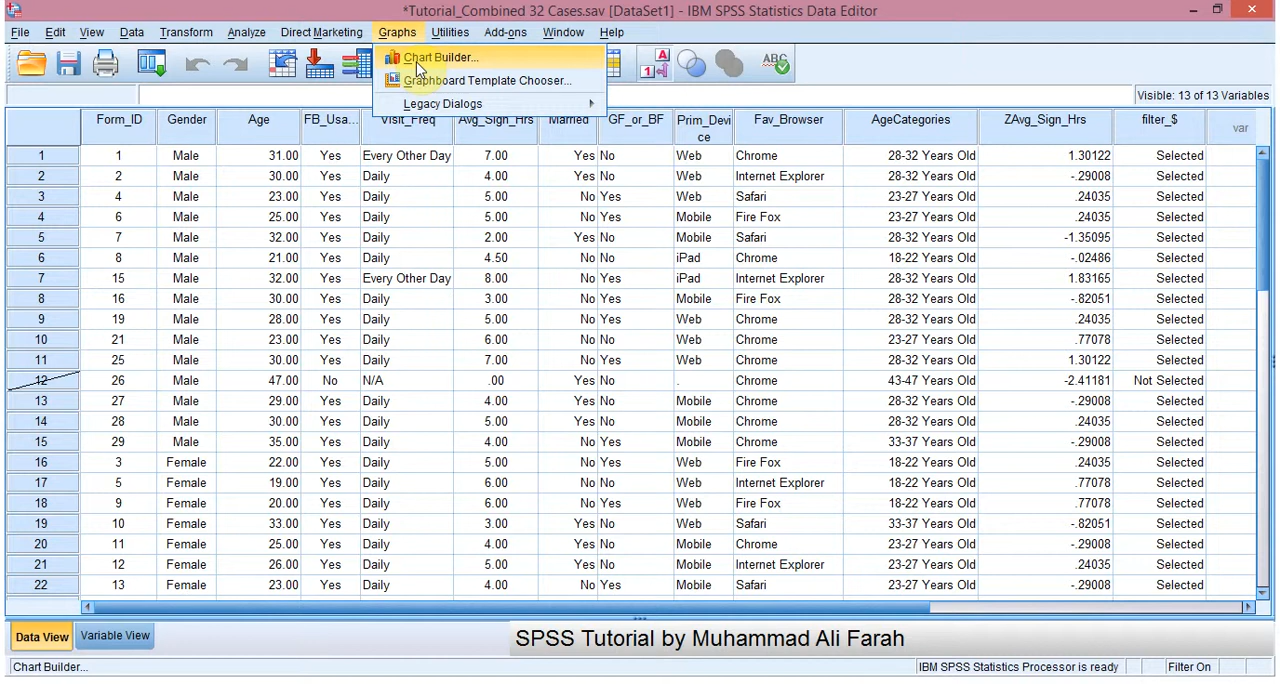 *Tutorial_Combined 32 Cases.sav [DataSet1] - IBM SPSS Statistics Data Editor
File Edit View Data Transform Analyze Direct Marketing Graphs Utilities Add-ons Window Help
Chart Builder...
Graphboard Template Chooser...
Legacy Dialogs
Visible: 13 of 13 Variables
Form_ID Gender Age FB_Usa... Visit_Freq Avg_Sign_Hrs Married GF_or_BF Prim_Devi ce Fav_Browser AgeCategories ZAvg_Sign_Hrs filter_$ var
1 1 Male 31.00 Yes Every Other Day 7.00 Yes No Web Chrome 28-32 Years Old 1.30122 Selected
2 2 Male 30.00 Yes Daily 4.00 Yes No Web Internet Explorer 28-32 Years Old -.29008 Selected
3 4 Male 23.00 Yes Daily 5.00 No Yes Web Safari 23-27 Years Old .24035 Selected
4 6 Male 25.00 Yes Daily 5.00 No Yes Mobile Fire Fox 23-27 Years Old .24035 Selected
5 7 Male 32.00 Yes Daily 2.00 Yes No Mobile Safari 28-32 Years Old -1.35095 Selected
6 8 Male 21.00 Yes Daily 4.50 No No iPad Chrome 18-22 Years Old -.02486 Selected
7 15 Male 32.00 Yes Every Other Day 8.00 No Yes iPad Internet Explorer 28-32 Years Old 1.83165 Selected
8 16 Male 30.00 Yes Daily 3.00 No Yes Mobile Fire Fox 28-32 Years Old -.82051 Selected
9 19 Male 28.00 Yes Daily 5.00 No Yes Web Chrome 28-32 Years Old .24035 Selected
10 21 Male 23.00 Yes Daily 6.00 No No Web Chrome 23-27 Years Old .77078 Selected
11 25 Male 30.00 Yes Daily 7.00 No Yes Web Chrome 28-32 Years Old 1.30122 Selected
12 26 Male 47.00 No N/A .00 Yes No . Chrome 43-47 Years Old -2.41181 Not Selected
13 27 Male 29.00 Yes Daily 4.00 Yes No Mobile Chrome 28-32 Years Old -.29008 Selected
14 28 Male 30.00 Yes Daily 5.00 Yes No Mobile Chrome 28-32 Years Old .24035 Selected
15 29 Male 35.00 Yes Daily 4.00 No Yes Mobile Chrome 33-37 Years Old -.29008 Selected
16 3 Female 22.00 Yes Daily 5.00 No Yes Web Fire Fox 18-22 Years Old .24035 Selected
17 5 Female 19.00 Yes Daily 6.00 No No Web Internet Explorer 18-22 Years Old .77078 Selected
18 9 Female 20.00 Yes Daily 6.00 No Yes Web Fire Fox 18-22 Years Old .77078 Selected
19 10 Female 33.00 Yes Daily 3.00 Yes No Web Safari 33-37 Years Old -.82051 Selected
20 11 Female 25.00 Yes Daily 4.00 Yes No Mobile Chrome 23-27 Years Old -.29008 Selected
21 12 Female 26.00 Yes Daily 5.00 Yes No Mobile Internet Explorer 23-27 Years Old .24035 Selected
22 13 Female 23.00 Yes Daily 4.00 No Yes Mobile Safari 23-27 Years Old -.29008 Selected
Data View Variable View
SPSS Tutorial by Muhammad Ali Farah
Chart Builder... IBM SPSS Statistics Processor is ready Filter On